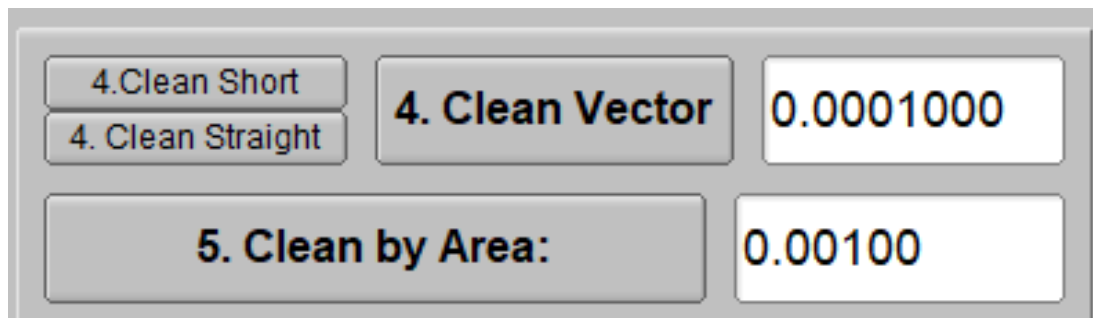 4.Clean Short
4. Clean Straight
4. Clean Vector
0.0001000
5. Clean by Area:
0.00100